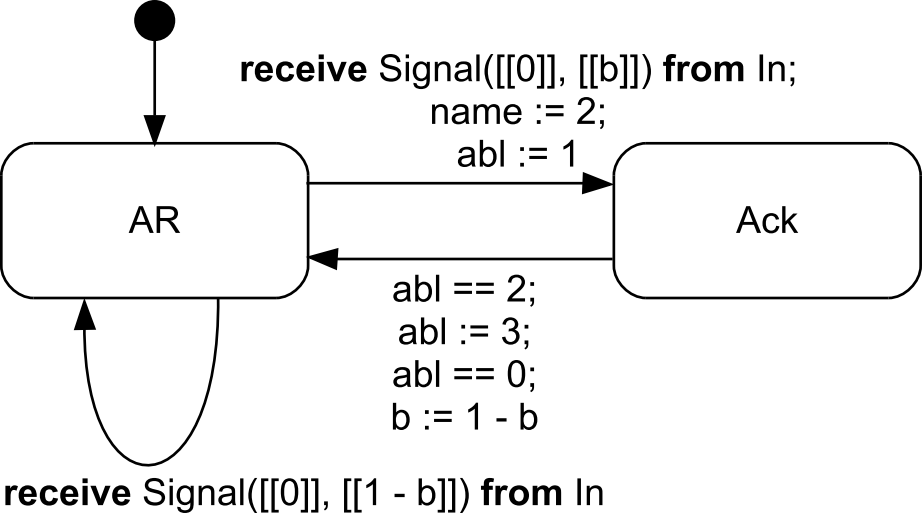 receive Signal([[0]], [[b]]) from In;
name := 2;
abl := 1
AR
Ack
abl == 2;
abl := 3;
abl == 0;
b := 1 - b
receive Signal([[0]], [[1 - b]]) from In